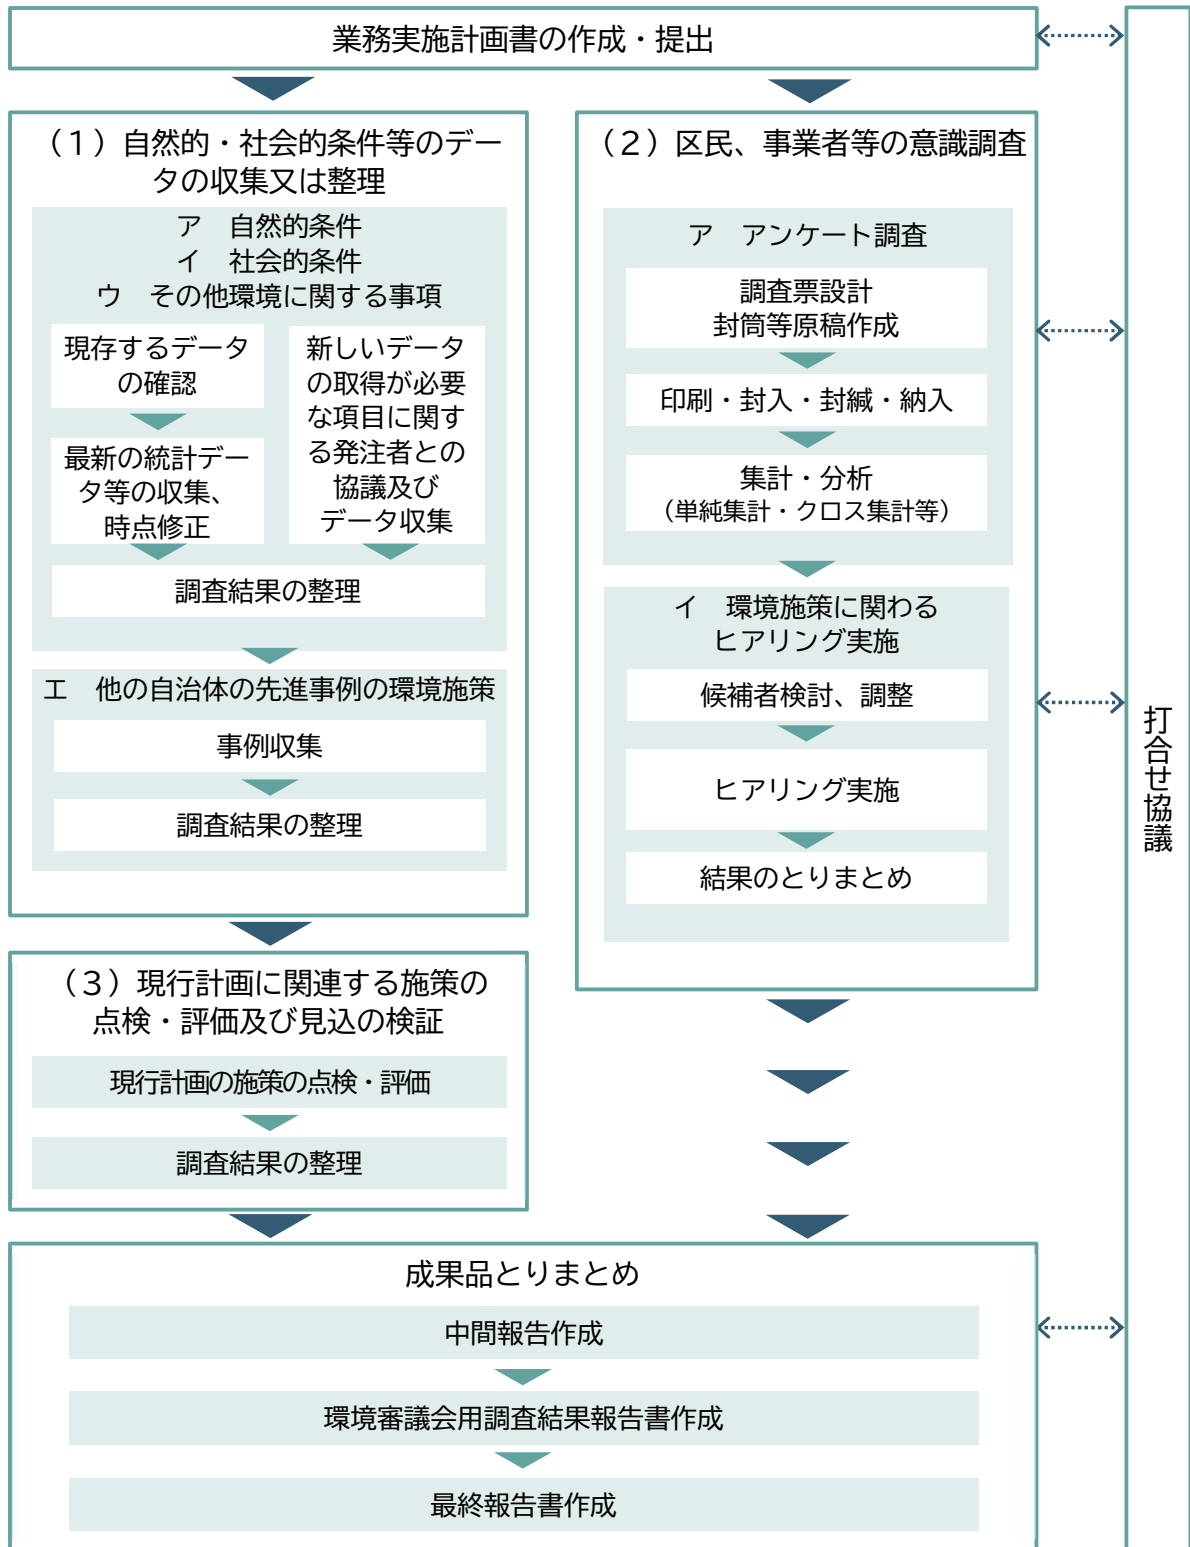 業務実施計画書の作成・提出
（１）自然的・社会的条件等のデー
タの収集又は整理
ア　自然的条件
イ　社会的条件
ウ　その他環境に関する事項
現存するデータ
の確認
最新の統計デー
タ等の収集、
時点修正
新しいデータ
の取得が必要
な項目に関す
る発注者との
協議及び
データ収集
調査結果の整理
エ　他の自治体の先進事例の環境施策
事例収集
調査結果の整理
（２）区民、事業者等の意識調査
ア　アンケート調査
調査票設計
封筒等原稿作成
印刷・封入・封緘・納入
集計・分析
（単純集計・クロス集計等）
イ　環境施策に関わる
ヒアリング実施
候補者検討、調整
ヒアリング実施
結果のとりまとめ
（３）現行計画に関連する施策の
点検・評価及び見込の検証
現行計画の施策の点検・評価
調査結果の整理
成果品とりまとめ
中間報告作成
環境審議会用調査結果報告書作成
最終報告書作成
打合せ協議